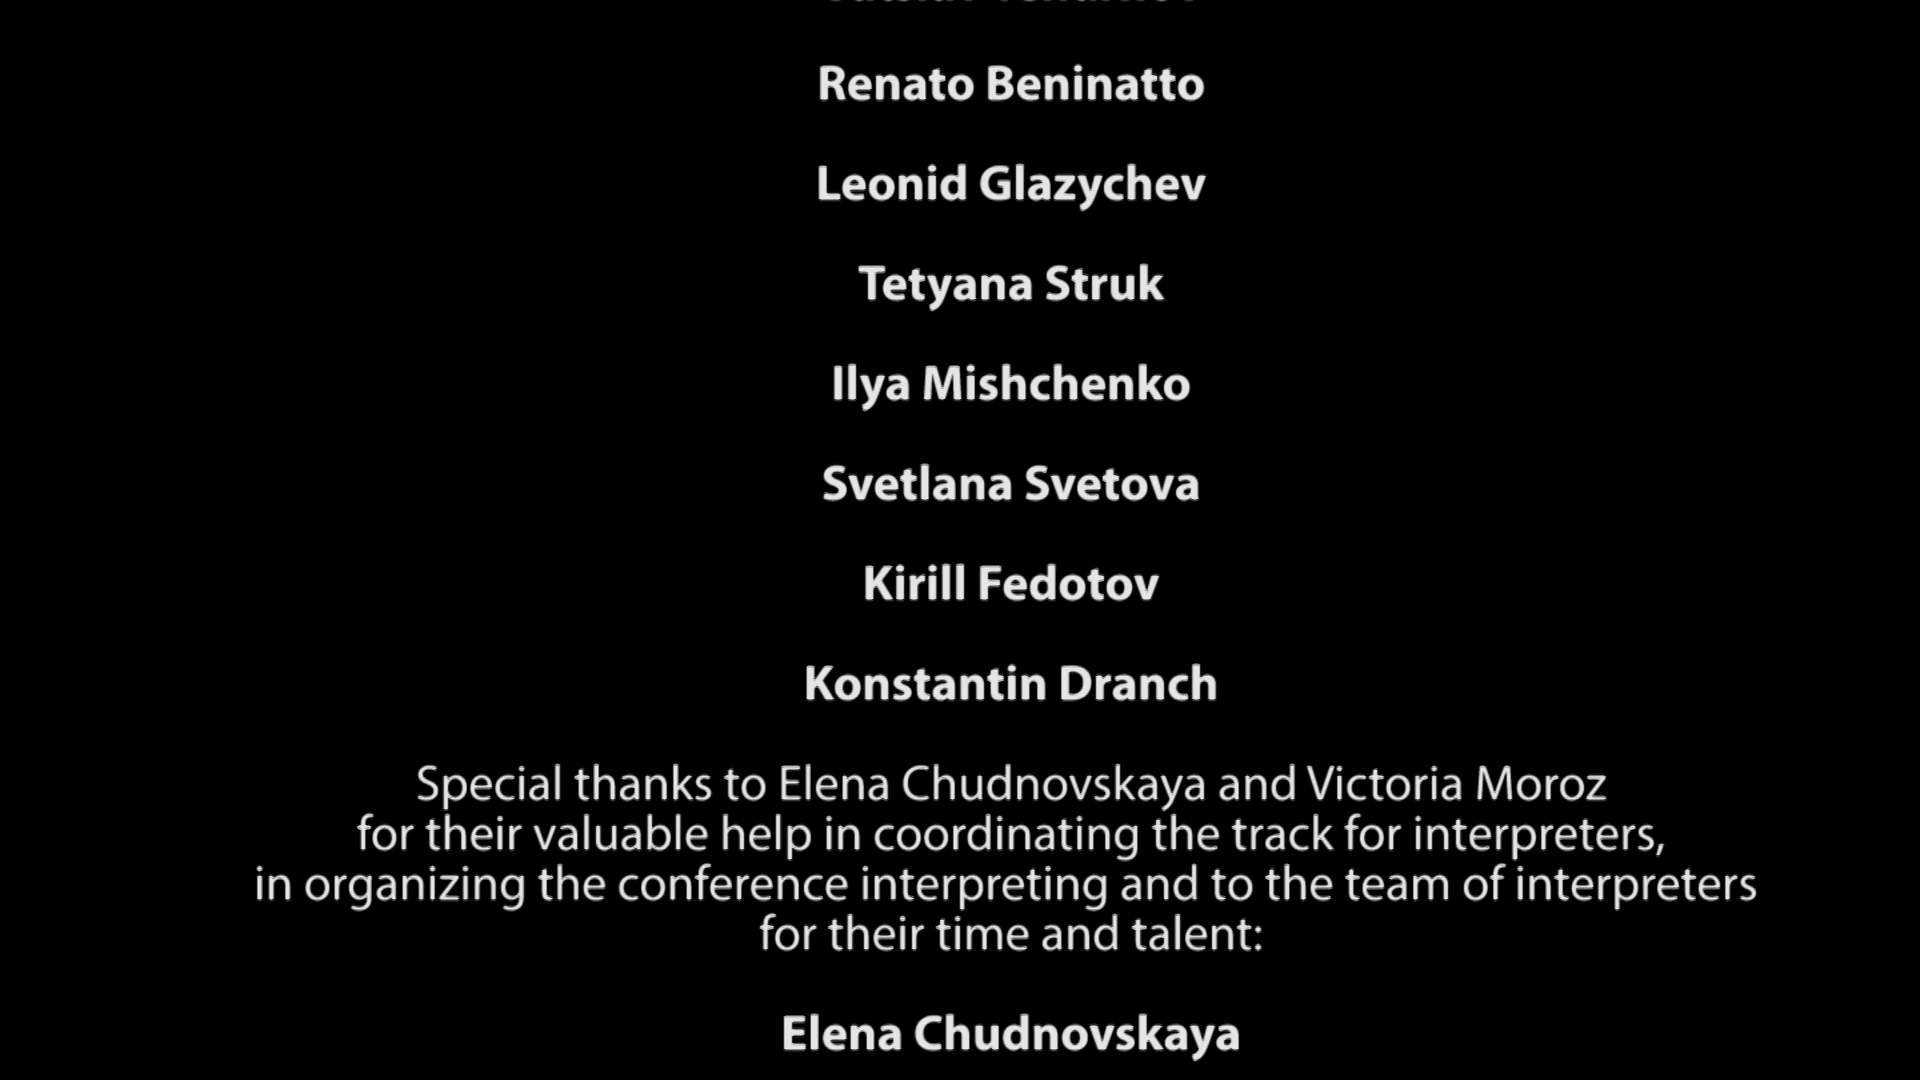 Renato Beninatto
Leonid Glazychev
Tetyana Struk
Ilya Mishchenko
Svetlana Svetova
Kirill Fedotov
Konstantin Dranch
Special thanks to Elena Chudnovskaya and Victoria Moroz
for their valuable help in coordinating the track for interpreters,
in organizing the conference interpreting and to the team of interpreters
for their time and talent:
Elena Chudnovskaya